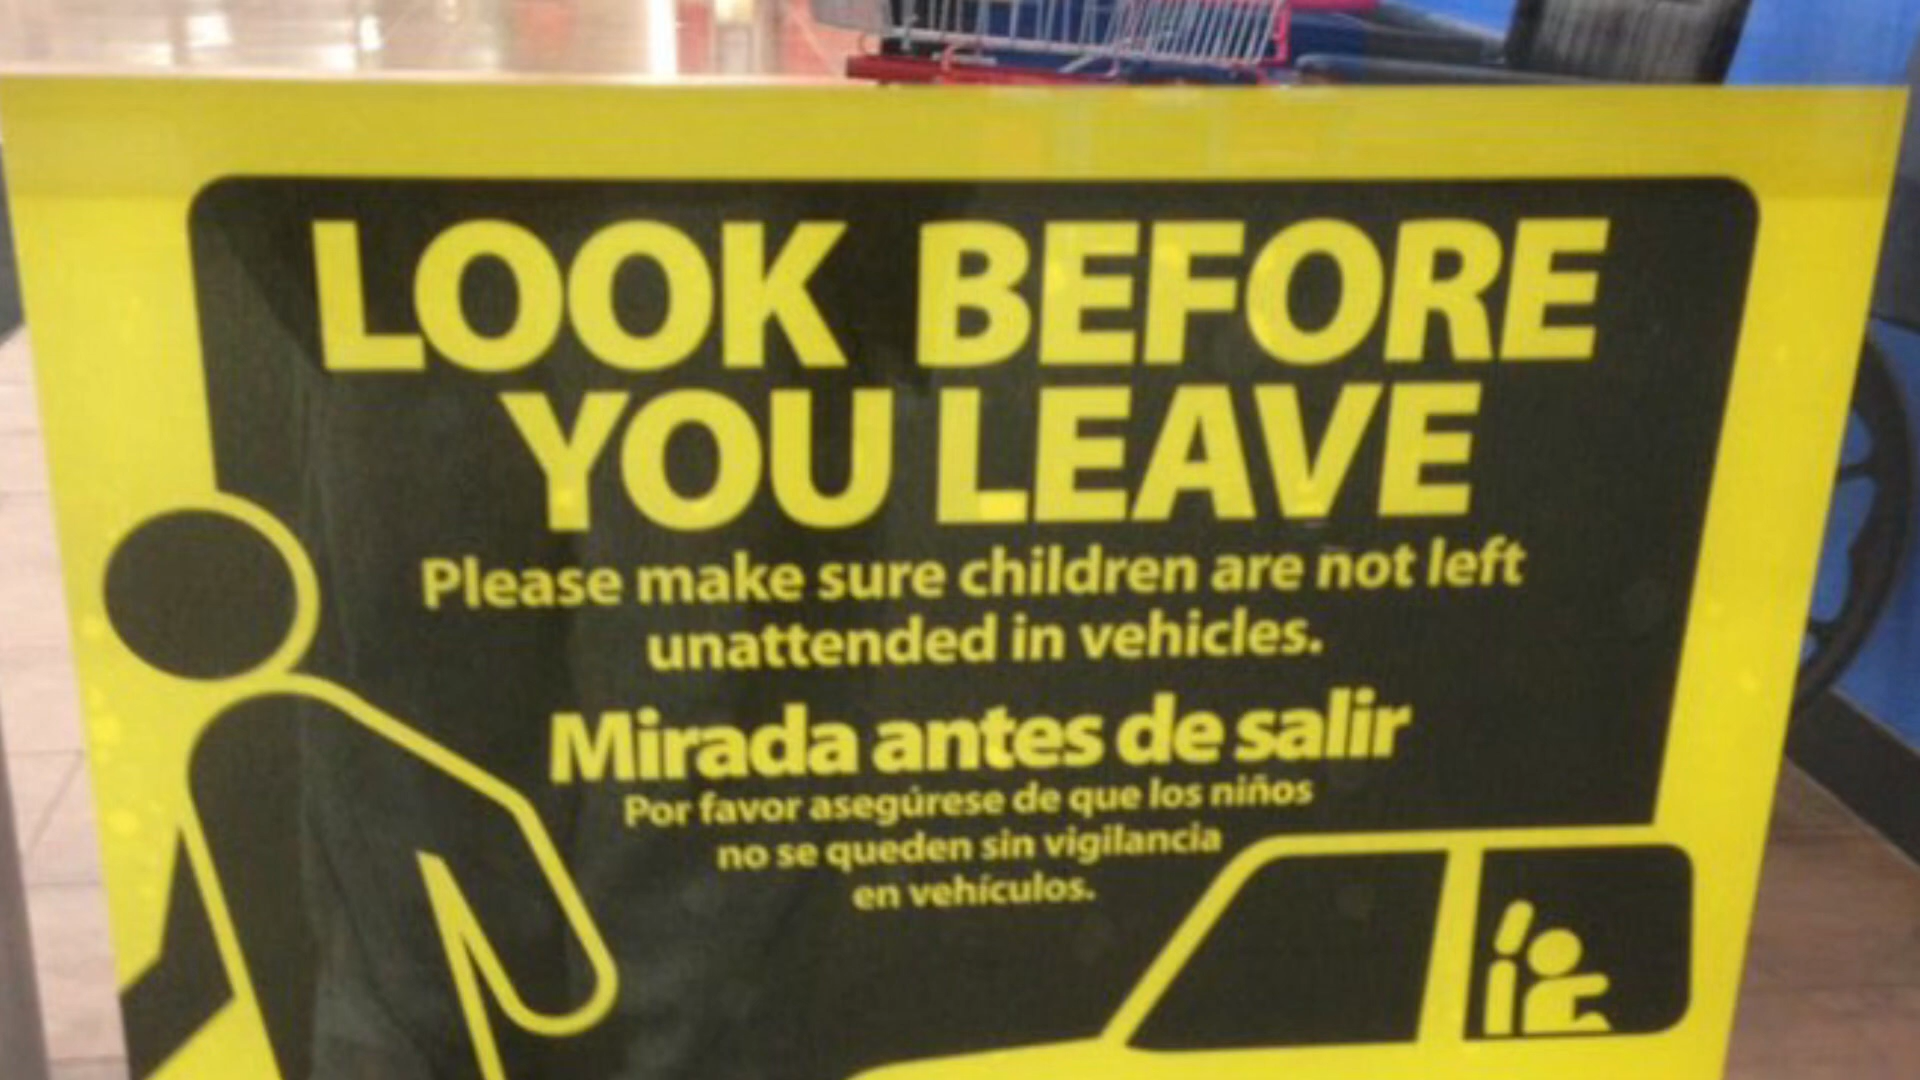 LOOK BEFORE
YOU LEAVE
Please make sure children are not left
unattended in vehicles.
Mirada antes de salir
Por favor asegúrese de que los niños
no se queden sin vigilancia
en vehículos.